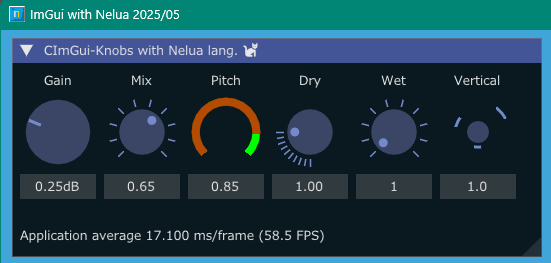 ImGui with Nelua 2025/05
CImGui-Knobs with Nelua lang.
Gain Mix Pitch Dry Wet Vertical
0.25dB 0.65 0.85 1.00 1 1.0
Application average 17.100 ms/frame (58.5 FPS)